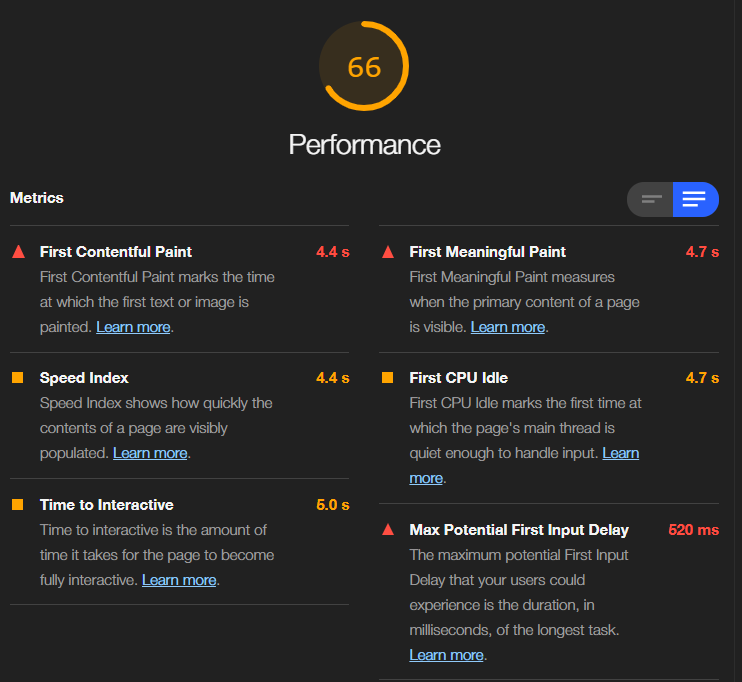 66
Performance
Metrics
First Contentful Paint 4.4 s
First Contentful Paint marks the time
at which the first text or image is
painted. Learn more.
First Meaningful Paint 4.7 s
First Meaningful Paint measures
when the primary content of a page
is visible. Learn more.
Speed Index 4.4 s
Speed Index shows how quickly the
contents of a page are visibly
populated. Learn more.
First CPU Idle 4.7 s
First CPU Idle marks the first time at
which the page's main thread is
quiet enough to handle input. Learn
more.
Time to Interactive 5.0 s
Time to interactive is the amount of
time it takes for the page to become
fully interactive. Learn more.
Max Potential First Input Delay 520 ms
The maximum potential First Input
Delay that your users could
experience is the duration, in
milliseconds, of the longest task.
Learn more.